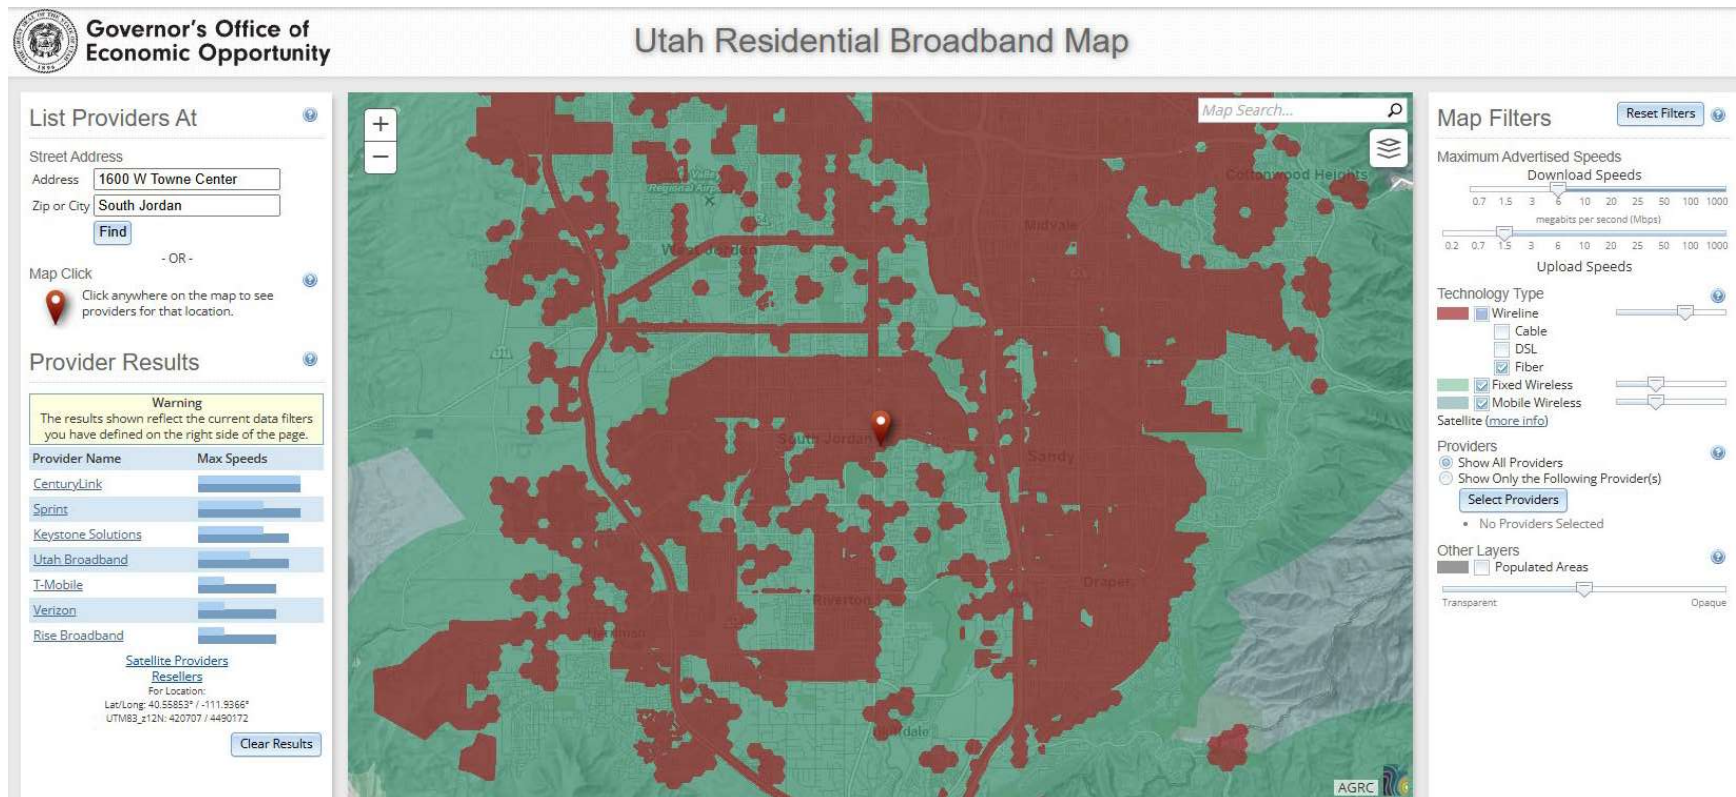 Governor's Office of
Economic Opportunity
1896
Utah Residential Broadband Map
List Providers At
Street Address
Address 1600 W Towne Center
Zip or City South Jordan
Find
- OR -
Map Click
Click anywhere on the map to see
providers for that location.
Provider Results
Warning
The results shown reflect the current data filters
you have defined on the right side of the page.
Provider Name Max Speeds
CenturyLink
Sprint
Keystone Solutions
Utah Broadband
T-Mobile
Verizon
Rise Broadband
Satellite Providers
Resellers
For Location:
Lat/Long: 40.55853° / -111.9366°
UTM83_z12N: 420707 / 4490172
Clear Results
+
−
Map Search...
Valley
Regional Airp
Cottonwood Heights
Midvale
West Jordan
South Jordan
Sandy
Draper
Riverton
Herriman
Bluffdale
AGRC
Map Filters Reset Filters
Maximum Advertised Speeds
Download Speeds
0.7 1.5 3 6 10 20 25 50 100 1000
megabits per second (Mbps)
0.2 0.7 1.5 3 6 10 20 25 50 100 1000
Upload Speeds
Technology Type
Wireline
Cable
DSL
Fiber
Fixed Wireless
Mobile Wireless
Satellite (more info)
Providers
Show All Providers
Show Only the Following Provider(s)
Select Providers
• No Providers Selected
Other Layers
Populated Areas
Transparent Opaque